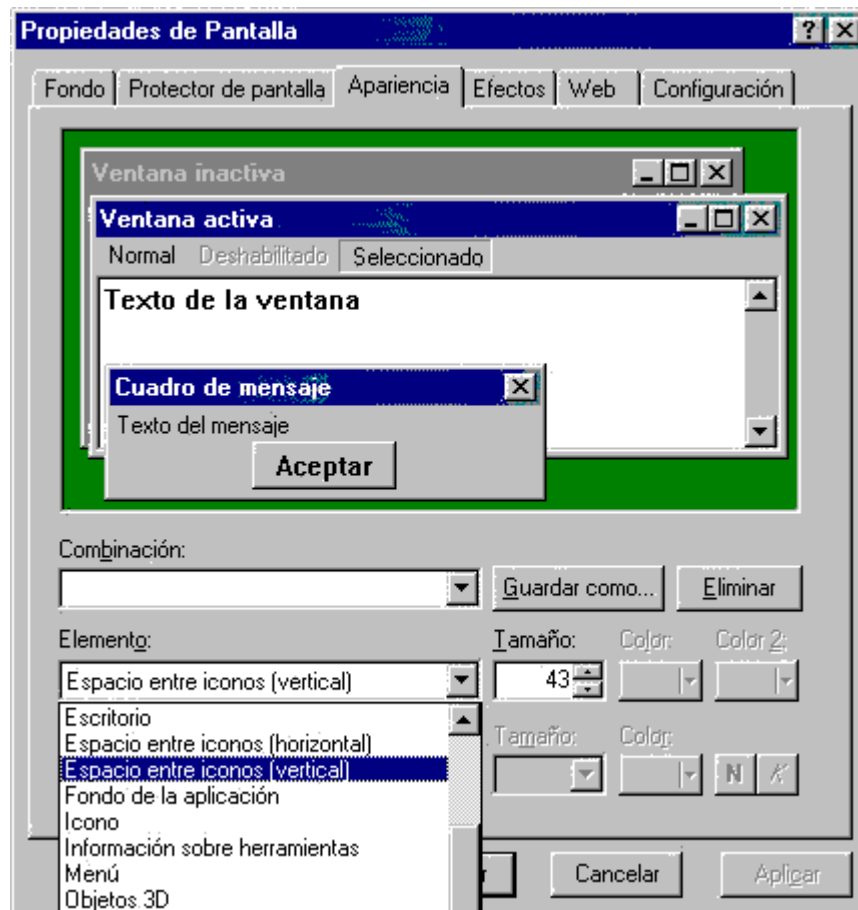 Propiedades de Pantalla
Fondo Protector de pantalla Apariencia Efectos Web Configuración
Ventana inactiva
Ventana activa
Normal Deshabilitado Seleccionado
Texto de la ventana
Cuadro de mensaje
Texto del mensaje
Aceptar
Combinación:
Guardar como... Eliminar
Elemento: Tamaño: Color: Color 2:
Espacio entre iconos (vertical) 43
Escritorio
Espacio entre iconos (horizontal) Tamaño: Color:
Espacio entre iconos (vertical) N K
Fondo de la aplicación
Icono
Información sobre herramientas
Menú Cancelar Aplicar
Objetos 3D